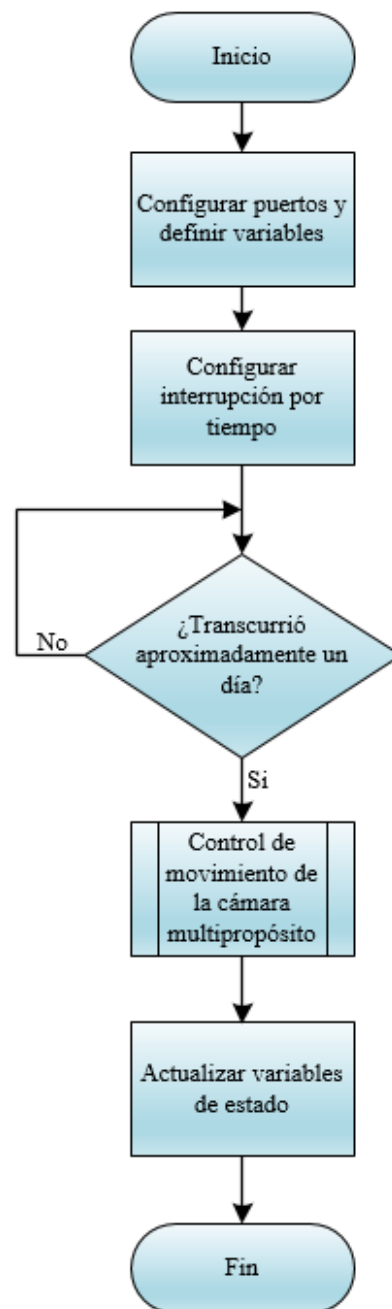 Inicio
Configurar puertos y
definir variables
Configurar
interrupción por
tiempo
¿Transcurrió
aproximadamente un
día?
No
Si
Control de
movimiento de
la cámara
multipropósito
Actualizar variables
de estado
Fin